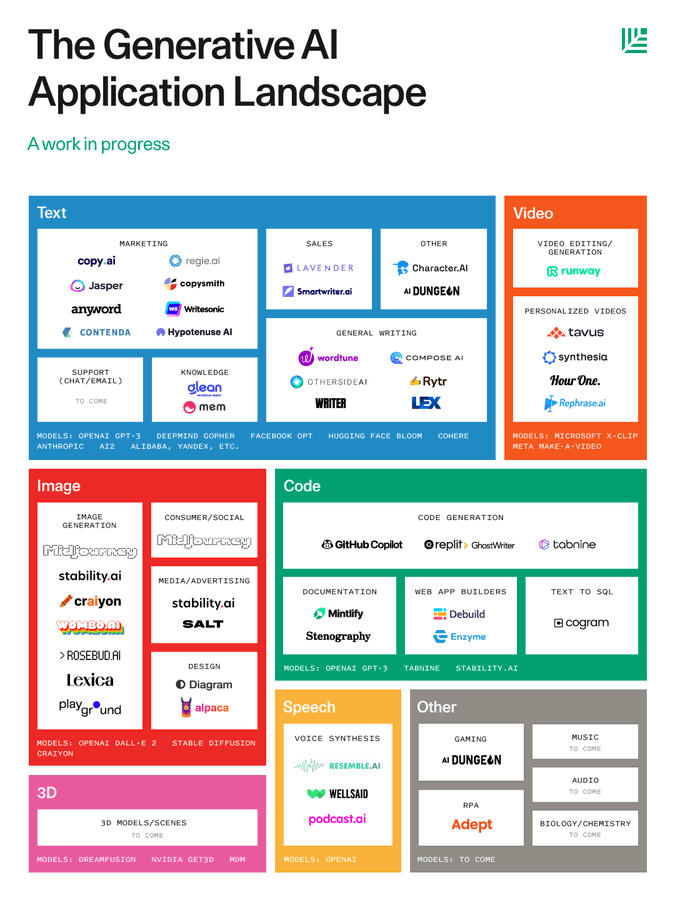 The Generative AI
Application Landscape
A work in progress
Text
MARKETING
copy.ai
regie.ai
Jasper
copysmith
anyword
WS Writesonic
CONTENDA
Hypotenuse AI
SALES
LAVENDER
Smartwriter.ai
OTHER
Character.AI
AI DUNGEON
SUPPORT
(CHAT/EMAIL)
TO COME
KNOWLEDGE
glean
mem
GENERAL WRITING
W wordtune
COMPOSE AI
OTHERSIDEAI
Rytr
WRITER
LEX
MODELS: OPENAI GPT-3 DEEPMIND GOPHER FACEBOOK OPT HUGGING FACE BLOOM COHERE
ANTHROPIC AI2 ALIBABA, YANDEX, ETC.
Video
VIDEO EDITING/
GENERATION
R runway
PERSONALIZED VIDEOS
tavus
synthesia
Hour One.
Rephrase.ai
MODELS: MICROSOFT X-CLIP
META MAKE-A-VIDEO
Image
IMAGE
GENERATION
Midjourney
stability.ai
craiyon
WOMBO.AI
ROSEBUD.AI
Lexica
playground
CONSUMER/SOCIAL
Midjourney
MEDIA/ADVERTISING
stability.ai
SALT
DESIGN
Diagram
alpaca
MODELS: OPENAI DALL-E 2 STABLE DIFFUSION
CRAIYON
Code
CODE GENERATION
GitHub Copilot
replit GhostWriter
tabnine
DOCUMENTATION
Mintlify
Stenography
WEB APP BUILDERS
Debuild
Enzyme
TEXT TO SQL
cogram
MODELS: OPENAI GPT-3 TABNINE STABILITY.AI
3D
3D MODELS/SCENES
TO COME
MODELS: DREAMFUSION NVIDIA GET3D MDM
Speech
VOICE SYNTHESIS
RESEMBLE.AI
WELLSAID
podcast.ai
MODELS: OPENAI
Other
GAMING
AI DUNGEON
RPA
Adept
MUSIC
TO COME
AUDIO
TO COME
BIOLOGY/CHEMISTRY
TO COME
MODELS: TO COME